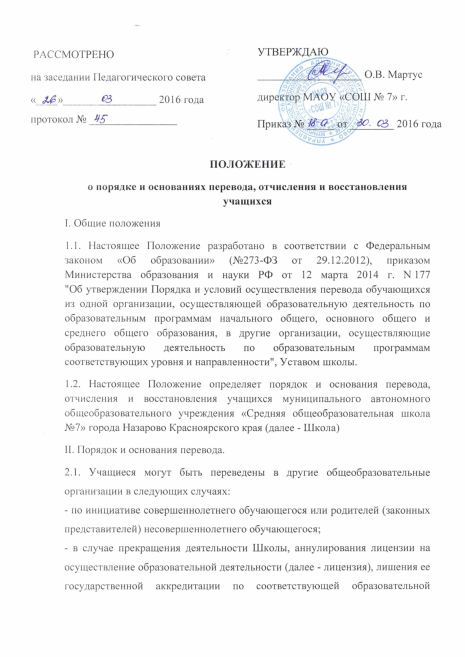 РАССМОТРЕНО
на заседании Педагогического совета
« 26 » 03 2016 года
протокол № 45
УТВЕРЖДАЮ
О.В. Мартус
директор МАОУ «СОШ № 7» г.
Приказ № от 30.03 2016 года
ПОЛОЖЕНИЕ
о порядке и основаниях перевода, отчисления и восстановления
учащихся
I. Общие положения
1.1. Настоящее Положение разработано в соответствии с Федеральным
законом «Об образовании» (№273-ФЗ от 29.12.2012), приказом
Министерства образования и науки РФ от 12 марта 2014 г. N 177
"Об утверждении Порядка и условий осуществления перевода обучающихся
из одной организации, осуществляющей образовательную деятельность по
образовательным программам начального общего, основного общего и
среднего общего образования, в другие организации, осуществляющие
образовательную деятельность по образовательным программам
соответствующих уровня и направленности", Уставом школы.
1.2. Настоящее Положение определяет порядок и основания перевода,
отчисления и восстановления учащихся муниципального автономного
общеобразовательного учреждения «Средняя общеобразовательная школа
№7» города Назарово Красноярского края (далее - Школа)
II. Порядок и основания перевода.
2.1. Учащиеся могут быть переведены в другие общеобразовательные
организации в следующих случаях:
- по инициативе совершеннолетнего обучающегося или родителей (законных
представителей) несовершеннолетнего обучающегося;
- в случае прекращения деятельности Школы, аннулирования лицензии на
осуществление образовательной деятельности (далее - лицензия), лишения ее
государственной аккредитации по соответствующей образовательной